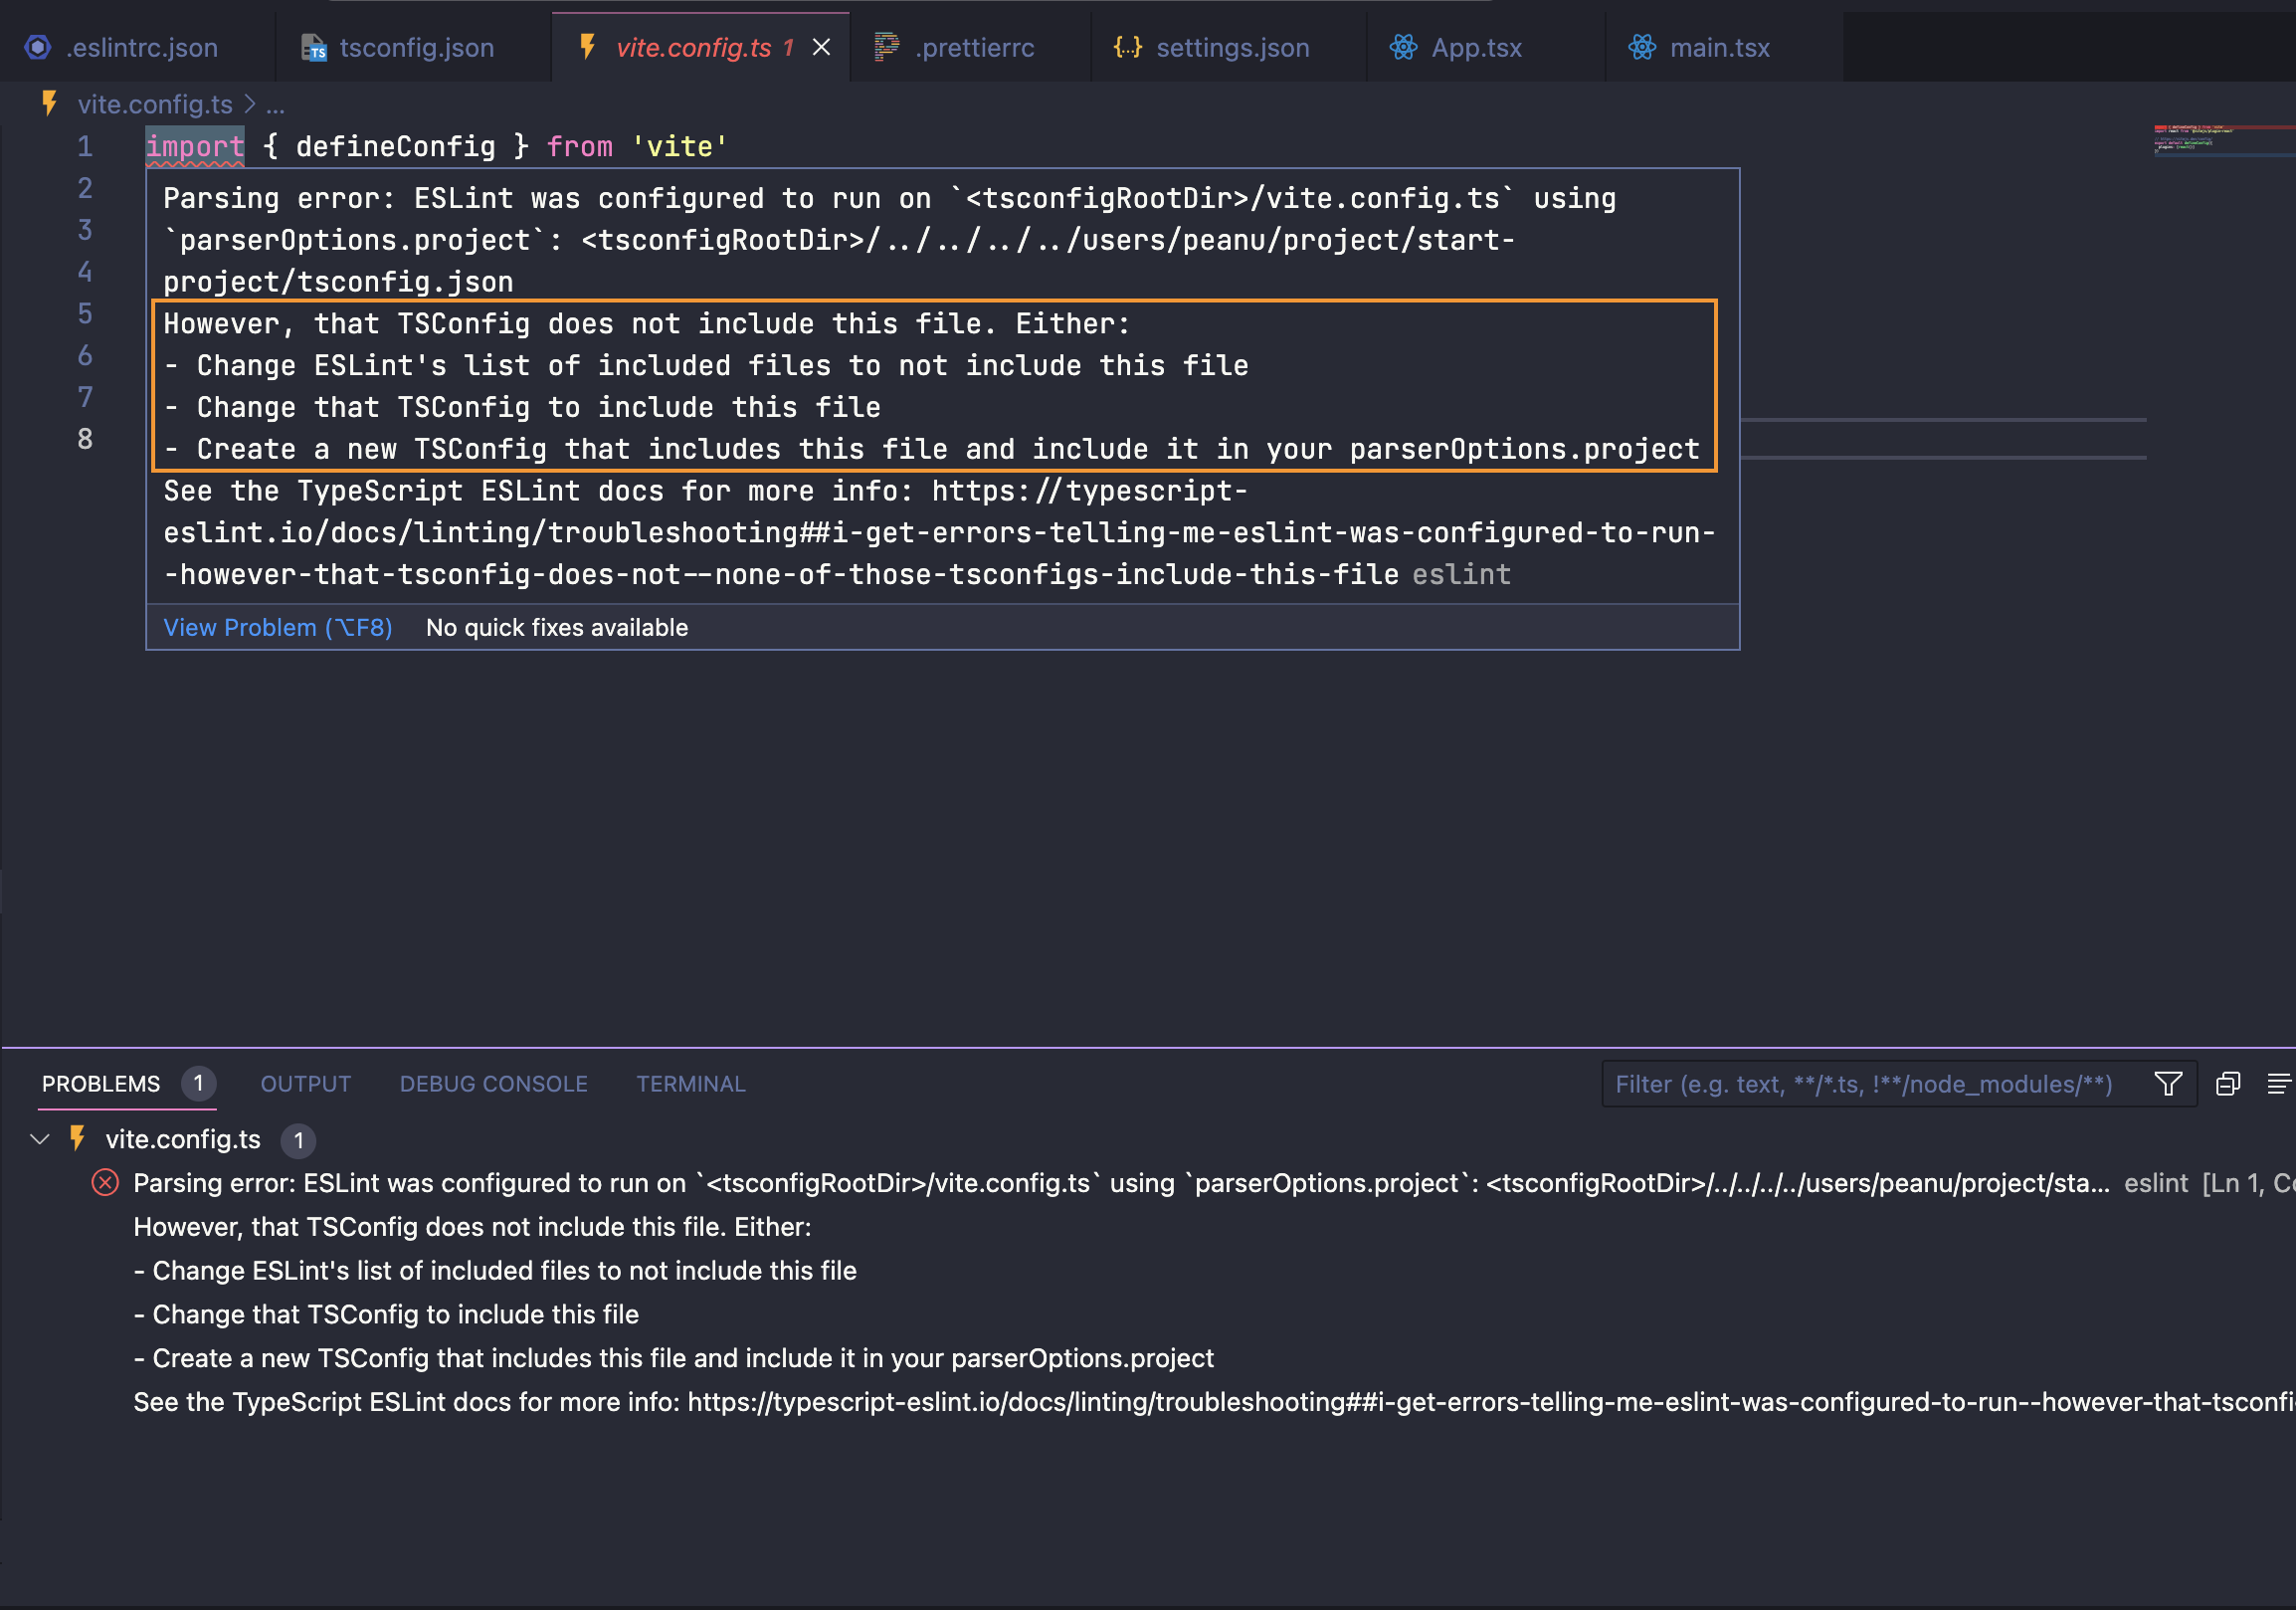 .eslintrc.json
tsconfig.json
vite.config.ts 1
.prettierrc
settings.json
App.tsx
main.tsx
vite.config.ts > ...
1 import { defineConfig } from 'vite'
2
3
4
5
6
7
8
Parsing error: ESLint was configured to run on `<tsconfigRootDir>/vite.config.ts` using
`parserOptions.project`: <tsconfigRootDir>/../../../../users/peanu/project/start-
project/tsconfig.json
However, that TSConfig does not include this file. Either:
- Change ESLint's list of included files to not include this file
- Change that TSConfig to include this file
- Create a new TSConfig that includes this file and include it in your parserOptions.project
See the TypeScript ESLint docs for more info: https://typescript-
eslint.io/docs/linting/troubleshooting##i-get-errors-telling-me-eslint-was-configured-to-run-
-however-that-tsconfig-does-not--none-of-those-tsconfigs-include-this-file eslint
View Problem (⌥F8) No quick fixes available
PROBLEMS 1 OUTPUT DEBUG CONSOLE TERMINAL
Filter (e.g. text, **/*.ts, !**/node_modules/**)
vite.config.ts 1
Parsing error: ESLint was configured to run on `<tsconfigRootDir>/vite.config.ts` using `parserOptions.project`: <tsconfigRootDir>/../../../../users/peanu/project/sta... eslint [Ln 1, Co
However, that TSConfig does not include this file. Either:
- Change ESLint's list of included files to not include this file
- Change that TSConfig to include this file
- Create a new TSConfig that includes this file and include it in your parserOptions.project
See the TypeScript ESLint docs for more info: https://typescript-eslint.io/docs/linting/troubleshooting##i-get-errors-telling-me-eslint-was-configured-to-run--however-that-tsconfi